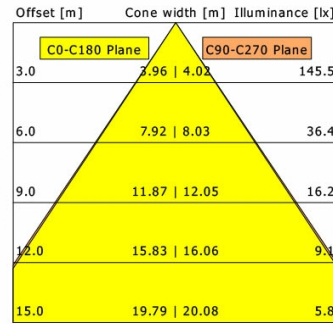 Offset [m] Cone width [m] Illuminance [lx]
C0-C180 Plane C90-C270 Plane
3.0 3.96 | 4.02 145.5
6.0 7.92 | 8.03 36.4
9.0 11.87 | 12.05 16.2
12.0 15.83 | 16.06 9.1
15.0 19.79 | 20.08 5.8